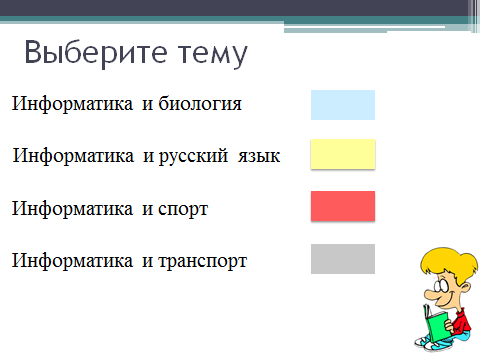 Выберите тему
Информатика и биология
Информатика и русский язык
Информатика и спорт
Информатика и транспорт